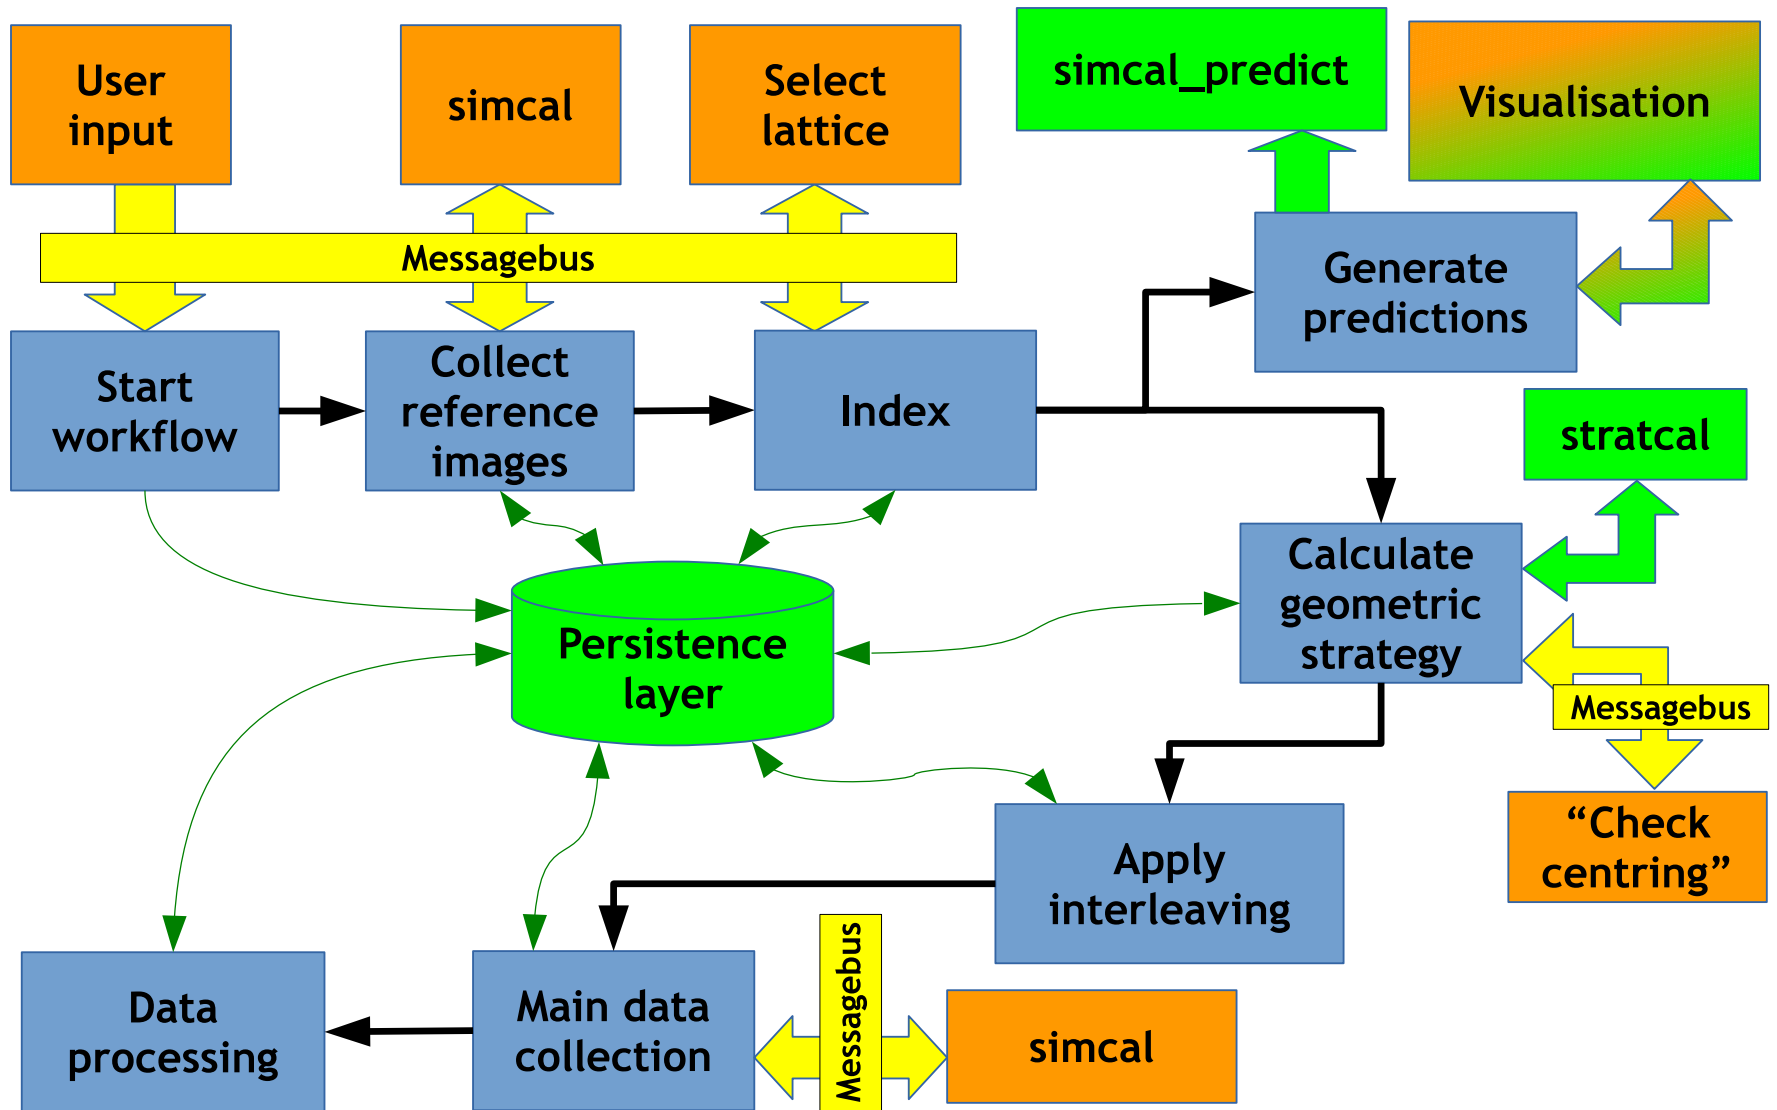 User
input
simcal
Select
lattice
simcal_predict
Visualisation
Messagebus
Generate
predictions
Start
workflow
Collect
reference
images
Index
stratcal
Calculate
geometric
strategy
Persistence
layer
Messagebus
“Check
centring”
Apply
interleaving
Data
processing
Main data
collection
Messagebus
simcal